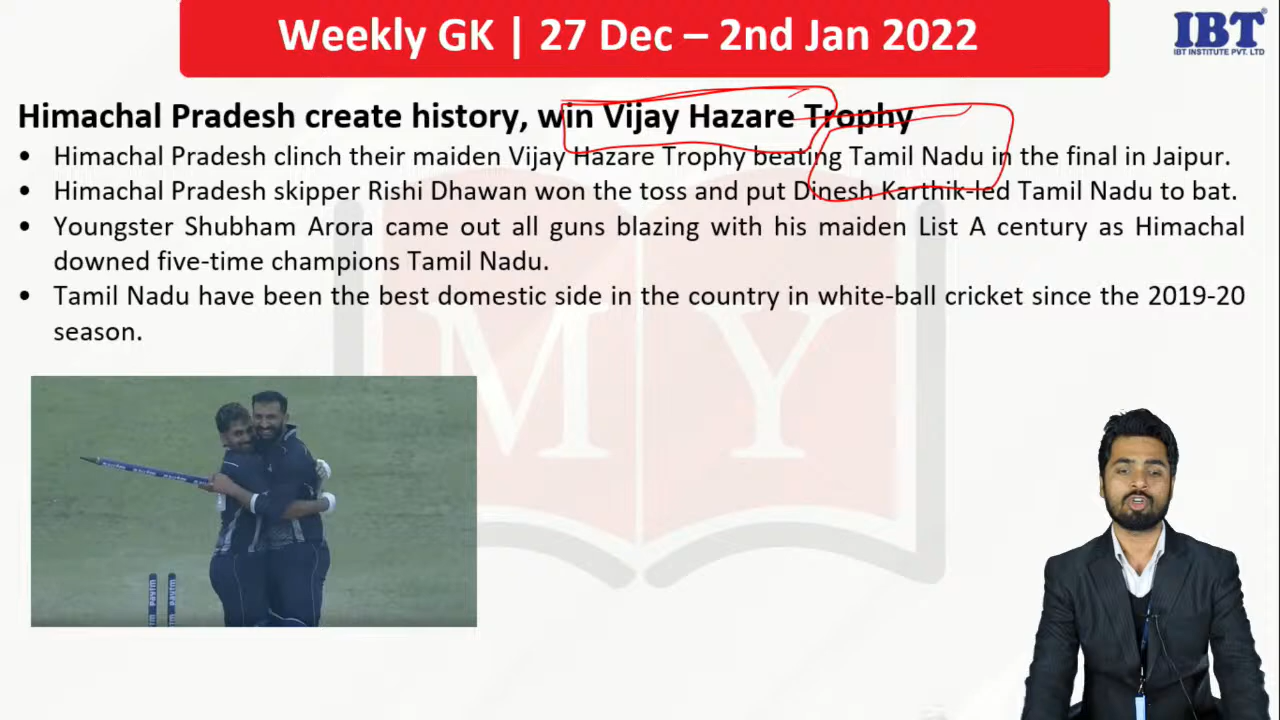 Weekly GK | 27 Dec – 2nd Jan 2022
IBT
IBT INSTITUTE PVT. LTD
Himachal Pradesh create history, win Vijay Hazare Trophy
• Himachal Pradesh clinch their maiden Vijay Hazare Trophy beating Tamil Nadu in the final in Jaipur.
• Himachal Pradesh skipper Rishi Dhawan won the toss and put Dinesh Karthik-led Tamil Nadu to bat.
• Youngster Shubham Arora came out all guns blazing with his maiden List A century as Himachal
downed five-time champions Tamil Nadu.
• Tamil Nadu have been the best domestic side in the country in white-ball cricket since the 2019-20
season.
M Y
Paytm Paytm